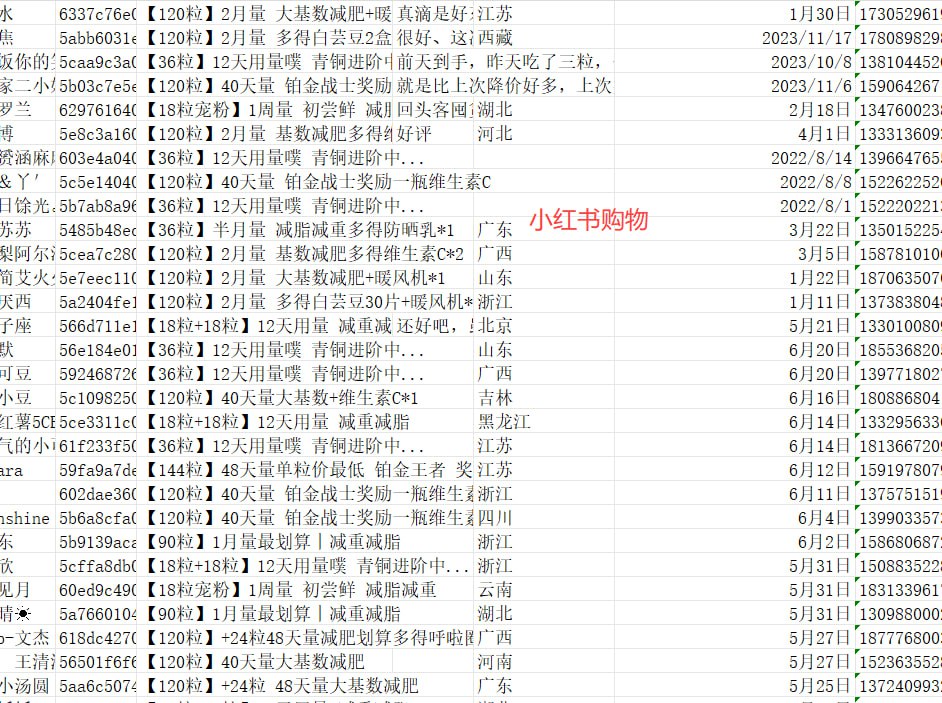 水 6337c76e0 【120粒】2月量 大基数减肥+暖 真滴是好 江苏 1月30日 173052961
焦 5abb6031e 【120粒】2月量 多得白芸豆2盒 很好、这 西藏 2023/11/17 178089829
饭你的 5caa9c3a0 【36粒】12天用量噗 青铜进阶中 前天到手，昨天吃了三粒， 2023/10/8 138104452
家二小 5b03c7e5e 【120粒】40天量 铂金战士奖励 就是比上次降价好多，上次 2023/11/6 159064267
罗兰 629761640 【18粒宠粉】1周量 初尝鲜 减 回头客囤 湖北 2月18日 134760023
博 5e8c3a160 【120粒】2月量 基数减肥多得 好评 河北 4月1日 133313609
赟涵麻 603e4a040 【36粒】12天用量噗 青铜进阶中... 2022/8/14 139664765
＆丫′ 5c5e14040 【120粒】40天量 铂金战士奖励一瓶维生素C 2022/8/8 152262252
日馀光 5b7ab8a96 【36粒】12天用量噗 青铜进阶中... 2022/8/1 152220221
小红书购物
苏苏 5485b48ec 【36粒】半月量 减脂减重多得防晒乳*1 广东 3月22日 135015225
梨阿尔 5cea7c280 【120粒】2月量 基数减肥多得维生素C*2 广西 3月5日 158781010
简艾火 5e7eec110 【120粒】2月量 大基数减肥+暖风机*1 山东 1月22日 187063507
厌西 5a2404fe1 【120粒】2月量 多得白芸豆30片+暖风机* 浙江 1月11日 137383804
子座 566d711e1 【18粒+18粒】12天用量 减重减 还好吧， 北京 5月21日 133010080
默 56e184e01 【36粒】12天用量噗 青铜进阶中... 山东 6月20日 185536820
可豆 592468726 【36粒】12天用量噗 青铜进阶中... 广西 6月20日 139771802
小豆 5c1098250 【120粒】40天量大基数+维生素C*1 吉林 6月16日 180886804
红薯5CE 5ce3311c0 【18粒+18粒】12天用量 减重减脂 黑龙江 6月14日 133295633
气的小 61f233f50 【36粒】12天用量噗 青铜进阶中... 江苏 6月14日 181366720
ara 59fa9a7de 【144粒】48天量单粒价最低 铂金王者 奖 江苏 6月12日 159197807
602dae360 【120粒】40天量 铂金战士奖励一瓶维生素 浙江 6月11日 137575151
nshine 5b6a8cfa0 【120粒】40天量 铂金战士奖励一瓶维生素 四川 6月4日 139903357
东 5b9139aca 【90粒】1月量最划算｜减重减脂 浙江 6月2日 158680687
欣 5cffa8db0 【18粒+18粒】12天用量噗 青铜进阶中... 浙江 5月31日 150883522
见月 60ed9c490 【18粒宠粉】1周量 初尝鲜 减脂减重 云南 5月31日 183133961
晴☀ 5a7660104 【90粒】1月量最划算｜减重减脂 湖北 5月31日 130988000
o-文杰 618dc4270 【120粒】+24粒48天量减肥划算多得呼啦圈 广西 5月27日 187776800
王清 56501f6f6 【120粒】40天量大基数减肥 河南 5月27日 152363552
小汤圆 5aa6c5074 【120粒】+24粒 48天量大基数减肥 广东 5月25日 137240993